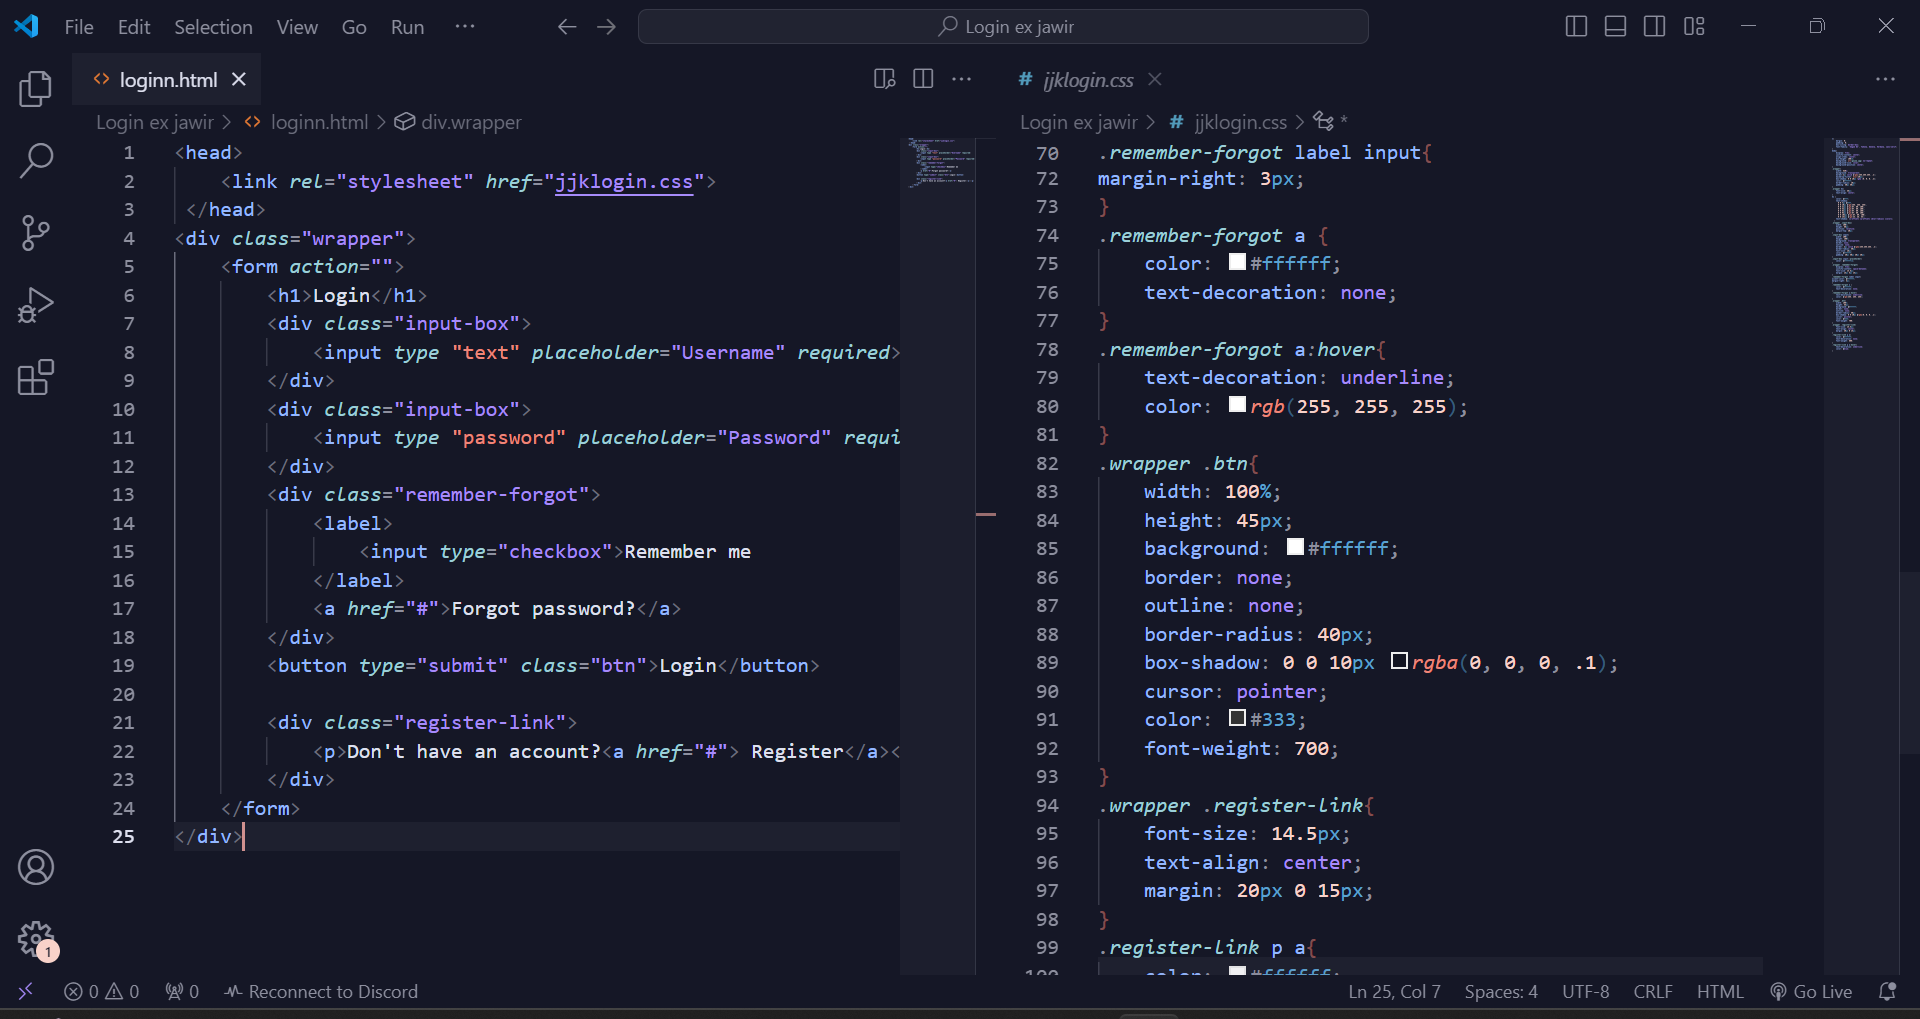 File Edit Selection View Go Run ···
Login ex jawir
loginn.html
Login ex jawir > loginn.html > div.wrapper
1 <head>
2 <link rel="stylesheet" href="jjklogin.css">
3 </head>
4 <div class="wrapper">
5 <form action="">
6 <h1>Login</h1>
7 <div class="input-box">
8 <input type "text" placeholder="Username" required>
9 </div>
10 <div class="input-box">
11 <input type "password" placeholder="Password" requi
12 </div>
13 <div class="remember-forgot">
14 <label>
15 <input type="checkbox">Remember me
16 </label>
17 <a href="#">Forgot password?</a>
18 </div>
19 <button type="submit" class="btn">Login</button>
20
21 <div class="register-link">
22 <p>Don't have an account?<a href="#"> Register</a><
23 </div>
24 </form>
25 </div>
# jjklogin.css
Login ex jawir > # jjklogin.css > *
70 .remember-forgot label input{
72 margin-right: 3px;
73 }
74 .remember-forgot a {
75 color: #ffffff;
76 text-decoration: none;
77 }
78 .remember-forgot a:hover{
79 text-decoration: underline;
80 color: rgb(255, 255, 255);
81 }
82 .wrapper .btn{
83 width: 100%;
84 height: 45px;
85 background: #ffffff;
86 border: none;
87 outline: none;
88 border-radius: 40px;
89 box-shadow: 0 0 10px rgba(0, 0, 0, .1);
90 cursor: pointer;
91 color: #333;
92 font-weight: 700;
93 }
94 .wrapper .register-link{
95 font-size: 14.5px;
96 text-align: center;
97 margin: 20px 0 15px;
98 }
99 .register-link p a{
100 color: #ffffff;
1
0 0 0 Reconnect to Discord
Ln 25, Col 7 Spaces: 4 UTF-8 CRLF HTML Go Live